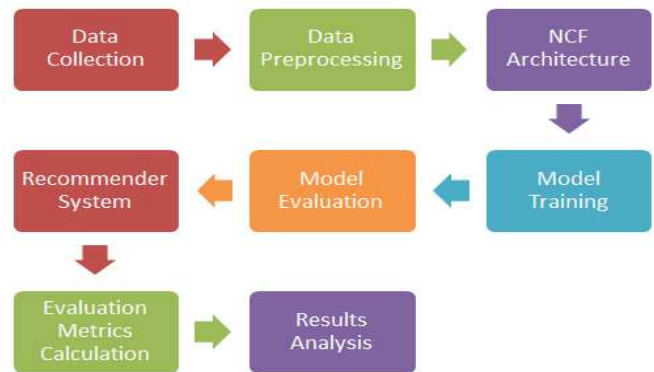 Data
Collection
Data
Preprocessing
NCF
Architecture
Model
Training
Model
Evaluation
Recommender
System
Evaluation
Metrics
Calculation
Results
Analysis